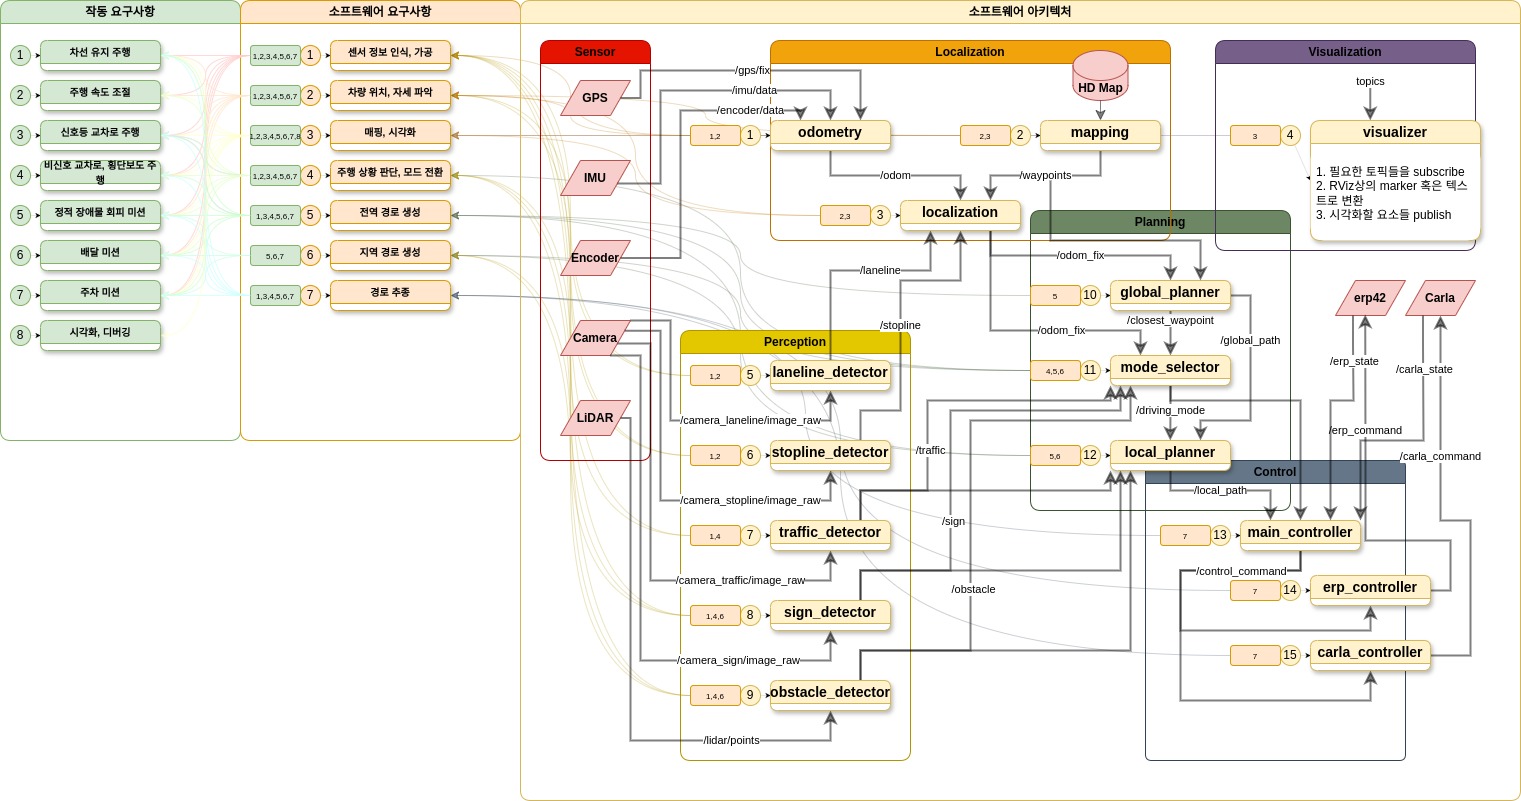 작동 요구사항
1
차선 유지 주행
2
주행 속도 조절
3
신호등 교차로 주행
4
비신호 교차로, 횡단보도 주
행
5
정적 장애물 회피 미션
6
배달 미션
7
주차 미션
8
시각화, 디버깅
소프트웨어 요구사항
1,2,3,4,5,6,7
1
센서 정보 인식, 가공
1,2,3,4,5,6,7
2
차량 위치, 자세 파악
1,2,3,4,5,6,7,8
3
매핑, 시각화
1,2,3,4,5,6,7
4
주행 상황 판단, 모드 전환
1,3,4,5,6,7
5
전역 경로 생성
5,6,7
6
지역 경로 생성
1,3,4,5,6,7
7
경로 추종
소프트웨어 아키텍처
Sensor
GPS
IMU
Encoder
Camera
LiDAR
Localization
HD Map
/gps/fix
/imu/data
/encoder/data
1,2
1
odometry
2,3
2
mapping
/odom
/waypoints
2,3
3
localization
/laneline
/stopline
Visualization
topics
3
4
visualizer
1. 필요한 토픽들을 subscribe
2. RViz상의 marker 혹은 텍스
트로 변환
3. 시각화할 요소들 publish
Perception
1,2
5
laneline_detector
/camera_laneline/image_raw
1,2
6
stopline_detector
/camera_stopline/image_raw
1,4
7
traffic_detector
/camera_traffic/image_raw
1,4,6
8
sign_detector
/camera_sign/image_raw
1,4,6
9
obstacle_detector
/lidar/points
/traffic
/sign
/obstacle
Planning
/odom_fix
5
10
global_planner
/closest_waypoint
/odom_fix
/global_path
4,5,6
11
mode_selector
/driving_mode
5,6
12
local_planner
/local_path
erp42
Carla
/erp_state
/carla_state
/erp_command
/carla_command
Control
7
13
main_controller
/control_command
7
14
erp_controller
7
15
carla_controller